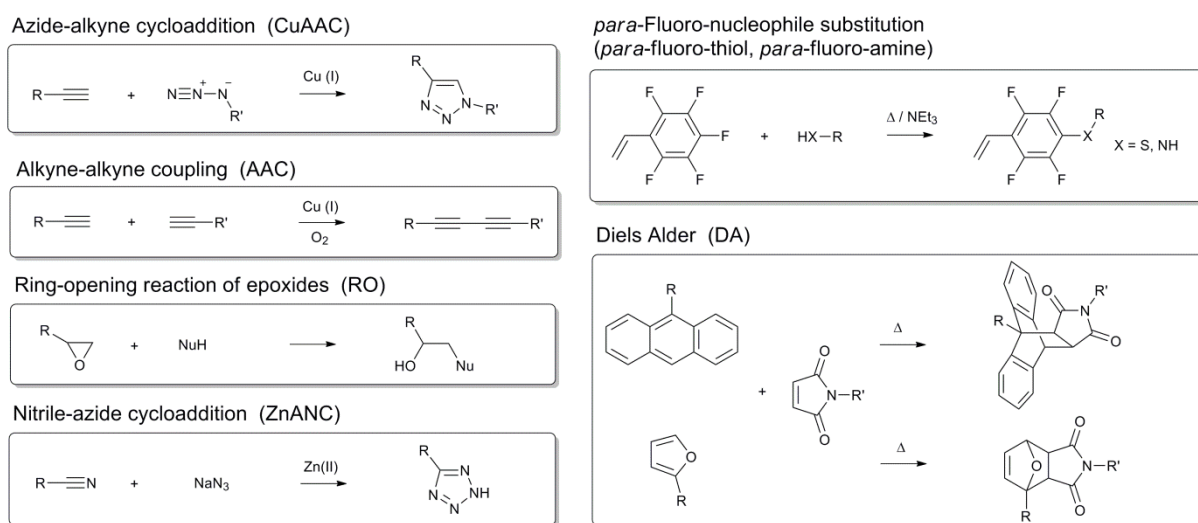 Azide-alkyne cycloaddition (CuAAC)
R
+
N≡N⁺–N⁻
R'
Cu (I)
R
N
N
N
R'
Alkyne-alkyne coupling (AAC)
R
+
R'
Cu (I)
O₂
R
R'
Ring-opening reaction of epoxides (RO)
R
O
+
NuH
R
HO
Nu
Nitrile-azide cycloaddition (ZnANC)
R
N
+
NaN₃
Zn(II)
R
N
N
NH
N
para-Fluoro-nucleophile substitution
(para-fluoro-thiol, para-fluoro-amine)
F
F
F
F
F
+
HX–R
Δ / NEt₃
F
F
R
X
F
F
X = S, NH
Diels Alder (DA)
R
+
O
N–R'
O
Δ
O
R'
N
R
O
O
R
Δ
O
O
N–R'
R
O